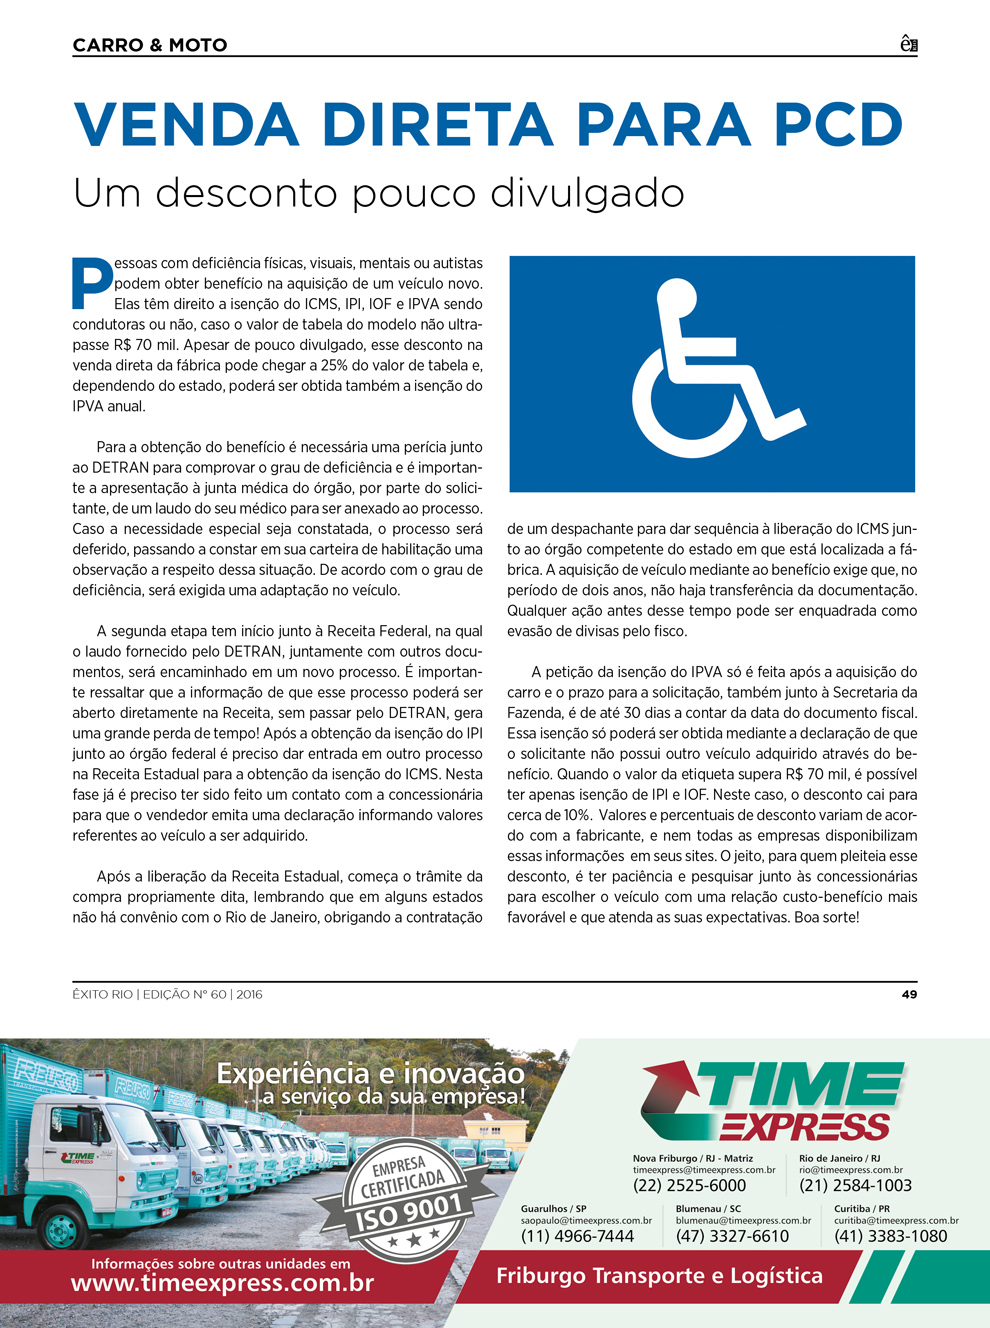 CARRO & MOTO
ê
VENDA DIRETA PARA PCD
Um desconto pouco divulgado
Pessoas com deficiência físicas, visuais, mentais ou autistas
podem obter benefício na aquisição de um veículo novo.
Elas têm direito a isenção do ICMS, IPI, IOF e IPVA sendo
condutoras ou não, caso o valor de tabela do modelo não ultra-
passe R$ 70 mil. Apesar de pouco divulgado, esse desconto na
venda direta da fábrica pode chegar a 25% do valor de tabela e,
dependendo do estado, poderá ser obtida também a isenção do
IPVA anual.
Para a obtenção do benefício é necessária uma perícia junto
ao DETRAN para comprovar o grau de deficiência e é importan-
te a apresentação à junta médica do órgão, por parte do solici-
tante, de um laudo do seu médico para ser anexado ao processo.
Caso a necessidade especial seja constatada, o processo será
deferido, passando a constar em sua carteira de habilitação uma
observação a respeito dessa situação. De acordo com o grau de
deficiência, será exigida uma adaptação no veículo.
A segunda etapa tem início junto à Receita Federal, na qual
o laudo fornecido pelo DETRAN, juntamente com outros docu-
mentos, será encaminhado em um novo processo. É importan-
te ressaltar que a informação de que esse processo poderá ser
aberto diretamente na Receita, sem passar pelo DETRAN, gera
uma grande perda de tempo! Após a obtenção da isenção do IPI
junto ao órgão federal é preciso dar entrada em outro processo
na Receita Estadual para a obtenção da isenção do ICMS. Nesta
fase já é preciso ter sido feito um contato com a concessionária
para que o vendedor emita uma declaração informando valores
referentes ao veículo a ser adquirido.
Após a liberação da Receita Estadual, começa o trâmite da
compra propriamente dita, lembrando que em alguns estados
não há convênio com o Rio de Janeiro, obrigando a contratação
de um despachante para dar sequência à liberação do ICMS jun-
to ao órgão competente do estado em que está localizada a fá-
brica. A aquisição de veículo mediante ao benefício exige que, no
período de dois anos, não haja transferência da documentação.
Qualquer ação antes desse tempo pode ser enquadrada como
evasão de divisas pelo fisco.
A petição da isenção do IPVA só é feita após a aquisição do
carro e o prazo para a solicitação, também junto à Secretaria da
Fazenda, é de até 30 dias a contar da data do documento fiscal.
Essa isenção só poderá ser obtida mediante a declaração de que
o solicitante não possui outro veículo adquirido através do be-
nefício. Quando o valor da etiqueta supera R$ 70 mil, é possível
ter apenas isenção de IPI e IOF. Neste caso, o desconto cai para
cerca de 10%. Valores e percentuais de desconto variam de acor-
do com a fabricante, e nem todas as empresas disponibilizam
essas informações em seus sites. O jeito, para quem pleiteia esse
desconto, é ter paciência e pesquisar junto às concessionárias
para escolher o veículo com uma relação custo-benefício mais
favorável e que atenda as suas expectativas. Boa sorte!
ÊXITO RIO | EDIÇÃO N° 60 | 2016
49
Experiência e inovação
...a serviço da sua empresa!
FRIBURGO
FRIBURGO
TIME
EXPRESS
EMPRESA
CERTIFICADA
ISO 9001
TIME
EXPRESS
Nova Friburgo / RJ - Matriz
timeexpress@timeexpress.com.br
(22) 2525-6000
Rio de Janeiro / RJ
rio@timeexpress.com.br
(21) 2584-1003
Guarulhos / SP
saopaulo@timeexpress.com.br
(11) 4966-7444
Blumenau / SC
blumenau@timeexpress.com.br
(47) 3327-6610
Curitiba / PR
curitiba@timeexpress.com.br
(41) 3383-1080
Informações sobre outras unidades em
www.timeexpress.com.br
Friburgo Transporte e Logística